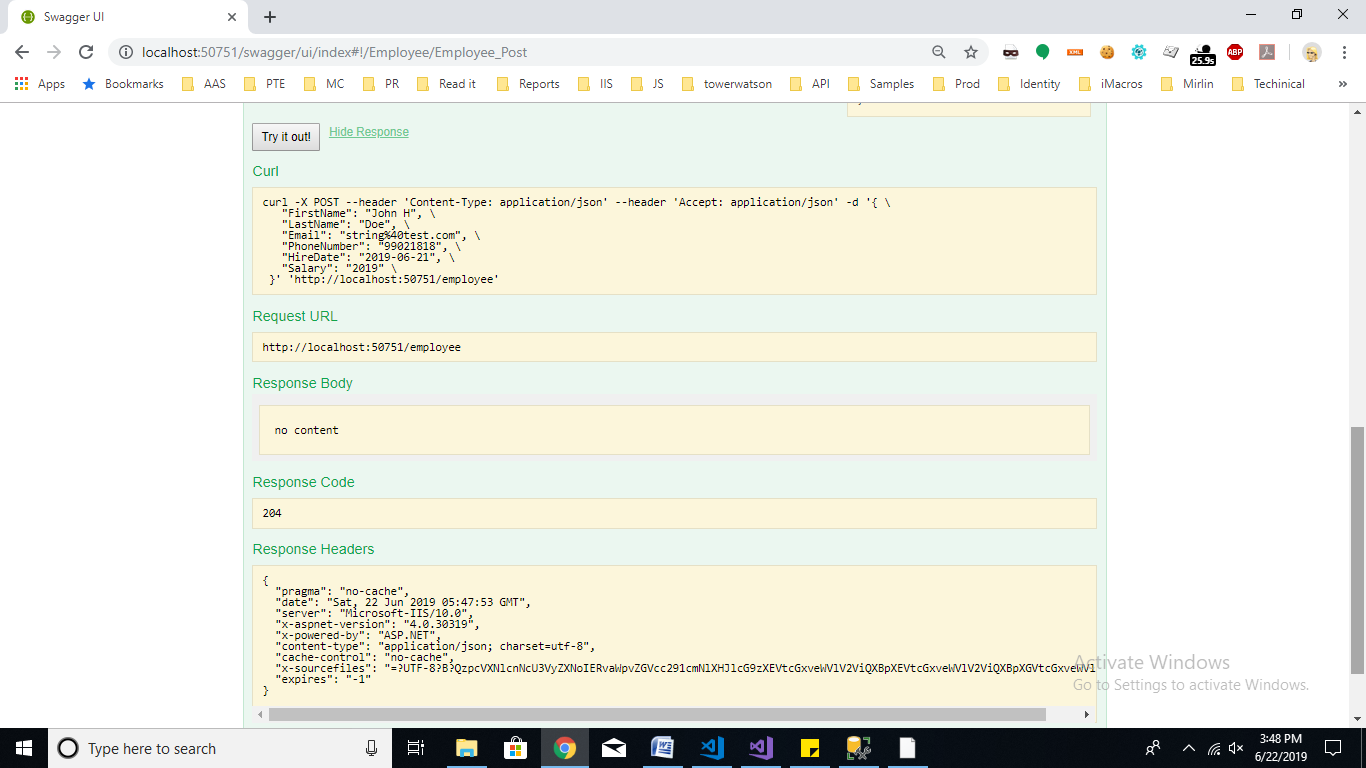 Swagger UI
localhost:50751/swagger/ui/index#!/Employee/Employee_Post
XML
25.9s
ABP
Apps Bookmarks AAS PTE MC PR Read it Reports IIS JS towerwatson API Samples Prod Identity iMacros Mirlin Techinical »
Try it out! Hide Response
Curl
curl -X POST --header 'Content-Type: application/json' --header 'Accept: application/json' -d '{ \
"FirstName": "John H", \
"LastName": "Doe", \
"Email": "string%40test.com", \
"PhoneNumber": "99021818", \
"HireDate": "2019-06-21", \
"Salary": "2019" \
}' 'http://localhost:50751/employee'
Request URL
http://localhost:50751/employee
Response Body
no content
Response Code
204
Response Headers
{
"pragma": "no-cache",
"date": "Sat, 22 Jun 2019 05:47:53 GMT",
"server": "Microsoft-IIS/10.0",
"x-aspnet-version": "4.0.30319",
"x-powered-by": "ASP.NET",
"content-type": "application/json; charset=utf-8",
"cache-control": "no-cache",
"x-sourcefiles":
"expires": "-1"
}
Activate Windows
Go to Settings to activate Windows.
Type here to search
3:48 PM
6/22/2019